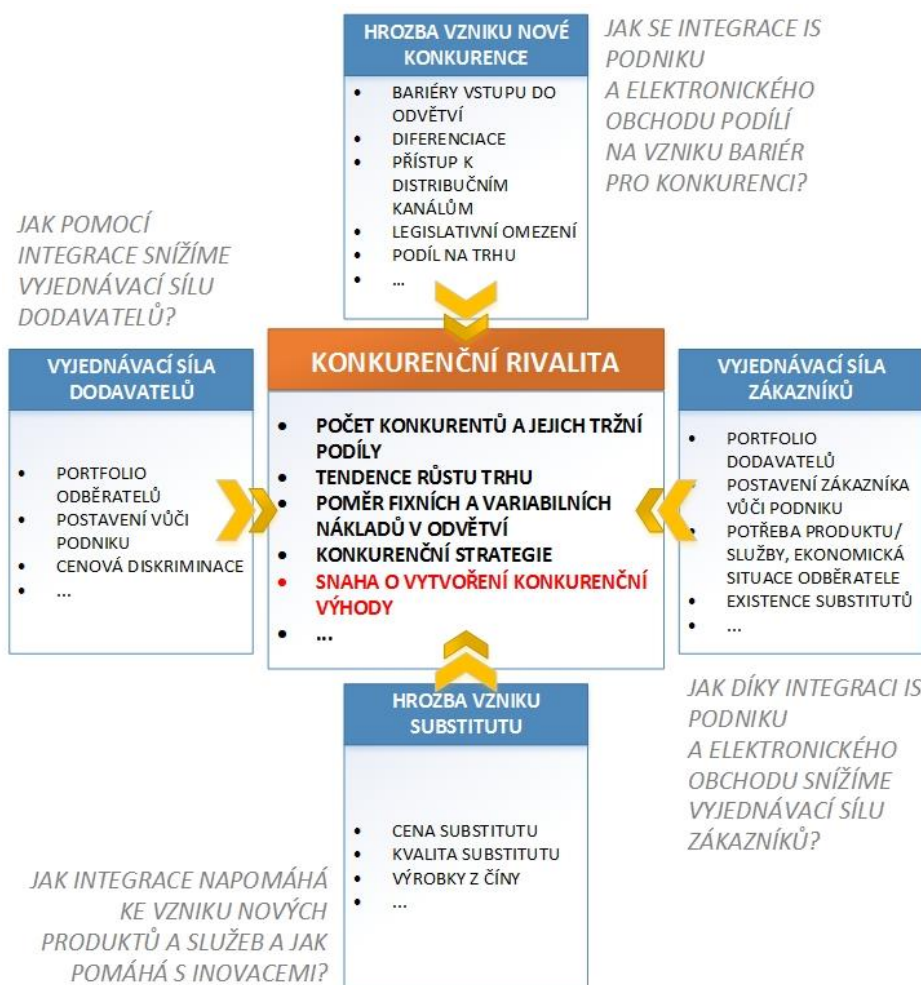 HROZBA VZNIKU NOVÉ
KONKURENCE
• BARIÉRY VSTUPU DO
ODVĚTVÍ
• DIFERENCIACE
• PŘÍSTUP K
DISTRIBUČNÍM
KANÁLŮM
• LEGISLATIVNÍ OMEZENÍ
• PODÍL NA TRHU
• ...
JAK SE INTEGRACE IS
PODNIKU
A ELEKTRONICKÉHO
OBCHODU PODÍLÍ
NA VZNIKU BARIÉR
PRO KONKURENCI?
JAK POMOCÍ
INTEGRACE SNÍŽÍME
VYJEDNÁVACÍ SÍLU
DODAVATELŮ?
VYJEDNÁVACÍ SÍLA
DODAVATELŮ
• PORTFOLIO
ODBĚRATELŮ
• POSTAVENÍ VŮČI
PODNIKU
• CENOVÁ DISKRIMINACE
• ...
KONKURENČNÍ RIVALITA
• POČET KONKURENTŮ A JEJICH TRŽNÍ
PODÍLY
• TENDENCE RŮSTU TRHU
• POMĚR FIXNÍCH A VARIABILNÍCH
NÁKLADŮ V ODVĚTVÍ
• KONKURENČNÍ STRATEGIE
• SNAHA O VYTVOŘENÍ KONKURENČNÍ
VÝHODY
• ...
VYJEDNÁVACÍ SÍLA
ZÁKAZNÍKŮ
• PORTFOLIO
DODAVATELŮ
• POSTAVENÍ ZÁKAZNÍKA
VŮČI PODNIKU
• POTŘEBA PRODUKTU/
SLUŽBY, EKONOMICKÁ
SITUACE ODBĚRATELE
• EXISTENCE SUBSTITUTŮ
• ...
HROZBA VZNIKU
SUBSTITUTU
• CENA SUBSTITUTU
• KVALITA SUBSTITUTU
• VÝROBKY Z ČÍNY
• ...
JAK DÍKY INTEGRACI IS
PODNIKU
A ELEKTRONICKÉHO
OBCHODU SNÍŽÍME
VYJEDNÁVACÍ SÍLU
ZÁKAZNÍKŮ?
JAK INTEGRACE NAPOMÁHÁ
KE VZNIKU NOVÝCH
PRODUKTŮ A SLUŽEB A JAK
POMÁHÁ S INOVACEMI?